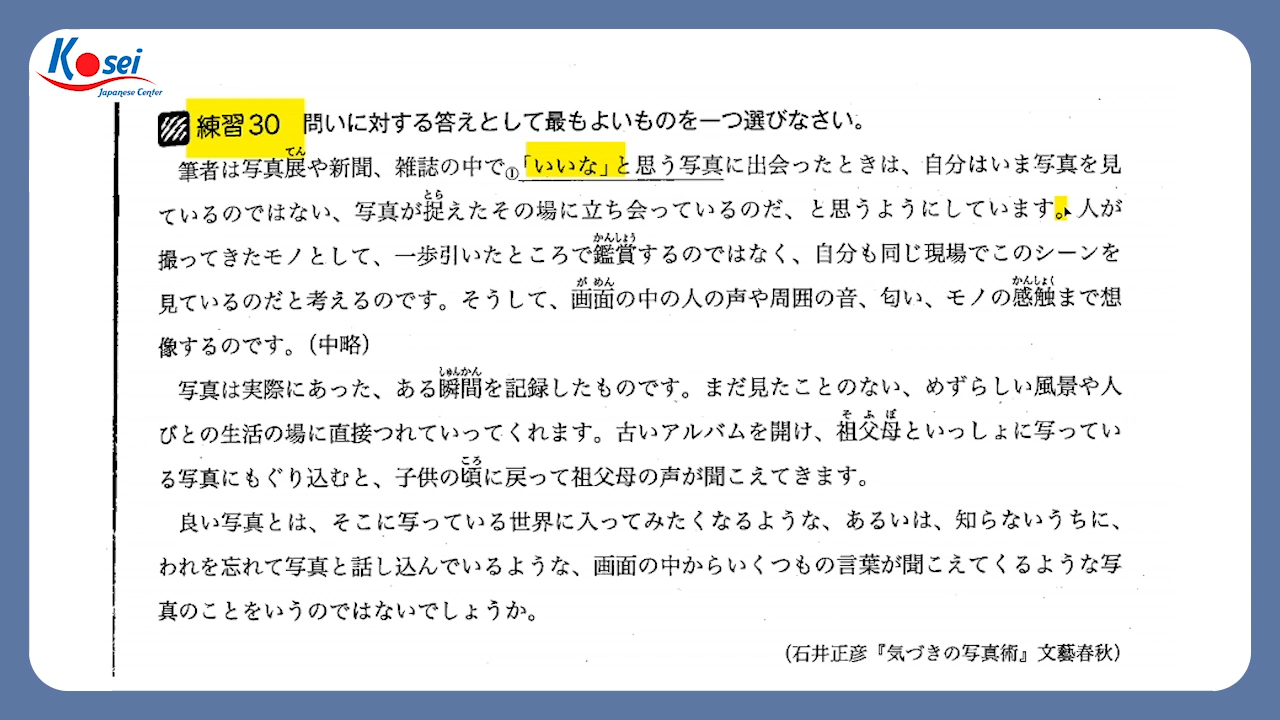 Kosei
Japanese Center
練習30 問いに対する答えとして最もよいものを一つ選びなさい。
筆者は写真展や新聞、雑誌の中で①「いいな」と思う写真に出会ったときは、自分はいま写真を見
ているのではない、写真が捉えたその場に立ち会っているのだ、と思うようにしています。人が
撮ってきたモノとして、一歩引いたところで鑑賞するのではなく、自分も同じ現場でこのシーンを
見ているのだと考えるのです。そうして、画面の中の人の声や周囲の音、匂い、モノの感触まで想
像するのです。(中略)
写真は実際にあった、ある瞬間を記録したものです。まだ見たことのない、めずらしい風景や人
びとの生活の場に直接つれていってくれます。古いアルバムを開け、祖父母といっしょに写ってい
る写真にもぐり込むと、子供の頃に戻って祖父母の声が聞こえてきます。
良い写真とは、そこに写っている世界に入ってみたくなるような、あるいは、知らないうちに、
われを忘れて写真と話し込んでいるような、画面の中からいくつもの言葉が聞こえてくるような写
真のことをいうのではないでしょうか。
(石井正彦『気づきの写真術』文藝春秋)